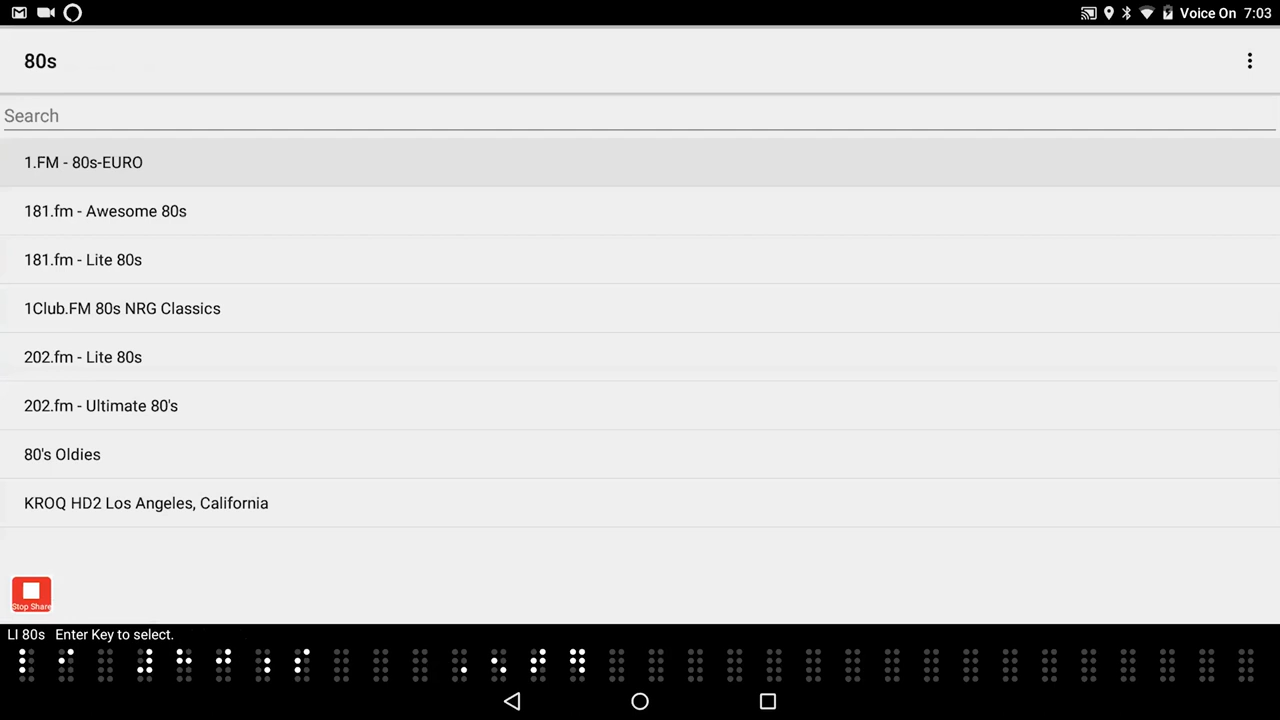 Voice On 7:03
80s
Search
1.FM - 80s-EURO
181.fm - Awesome 80s
181.fm - Lite 80s
1Club.FM 80s NRG Classics
202.fm - Lite 80s
202.fm - Ultimate 80's
80's Oldies
KROQ HD2 Los Angeles, California
Stop Share
LI 80s Enter Key to select.